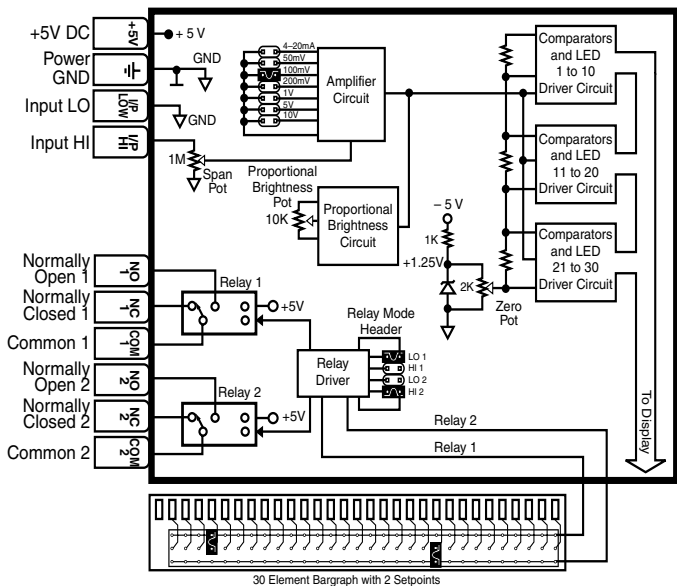 +5V DC
+5V
+ 5 V
Power
GND
GND
Input LO
I/P
LOW
GND
Input HI
I/P
HI
1M
Span
Pot
4–20mA
50mV
100mV
200mV
1V
5V
10V
Amplifier
Circuit
Proportional
Brightness
Pot
10K
Proportional
Brightness
Circuit
Comparators
and LED
1 to 10
Driver Circuit
Comparators
and LED
11 to 20
Driver Circuit
Comparators
and LED
21 to 30
Driver Circuit
– 5 V
1K
+1.25V
2K
Zero
Pot
Normally
Open 1
NO
1
Normally
Closed 1
NC
1
Common 1
COM
1
Relay 1
+5V
Normally
Open 2
NO
2
Normally
Closed 2
NC
2
Common 2
COM
2
Relay 2
+5V
Relay Mode
Header
Relay
Driver
LO 1
HI 1
LO 2
HI 2
Relay 2
Relay 1
To Display
30 Element Bargraph with 2 Setpoints